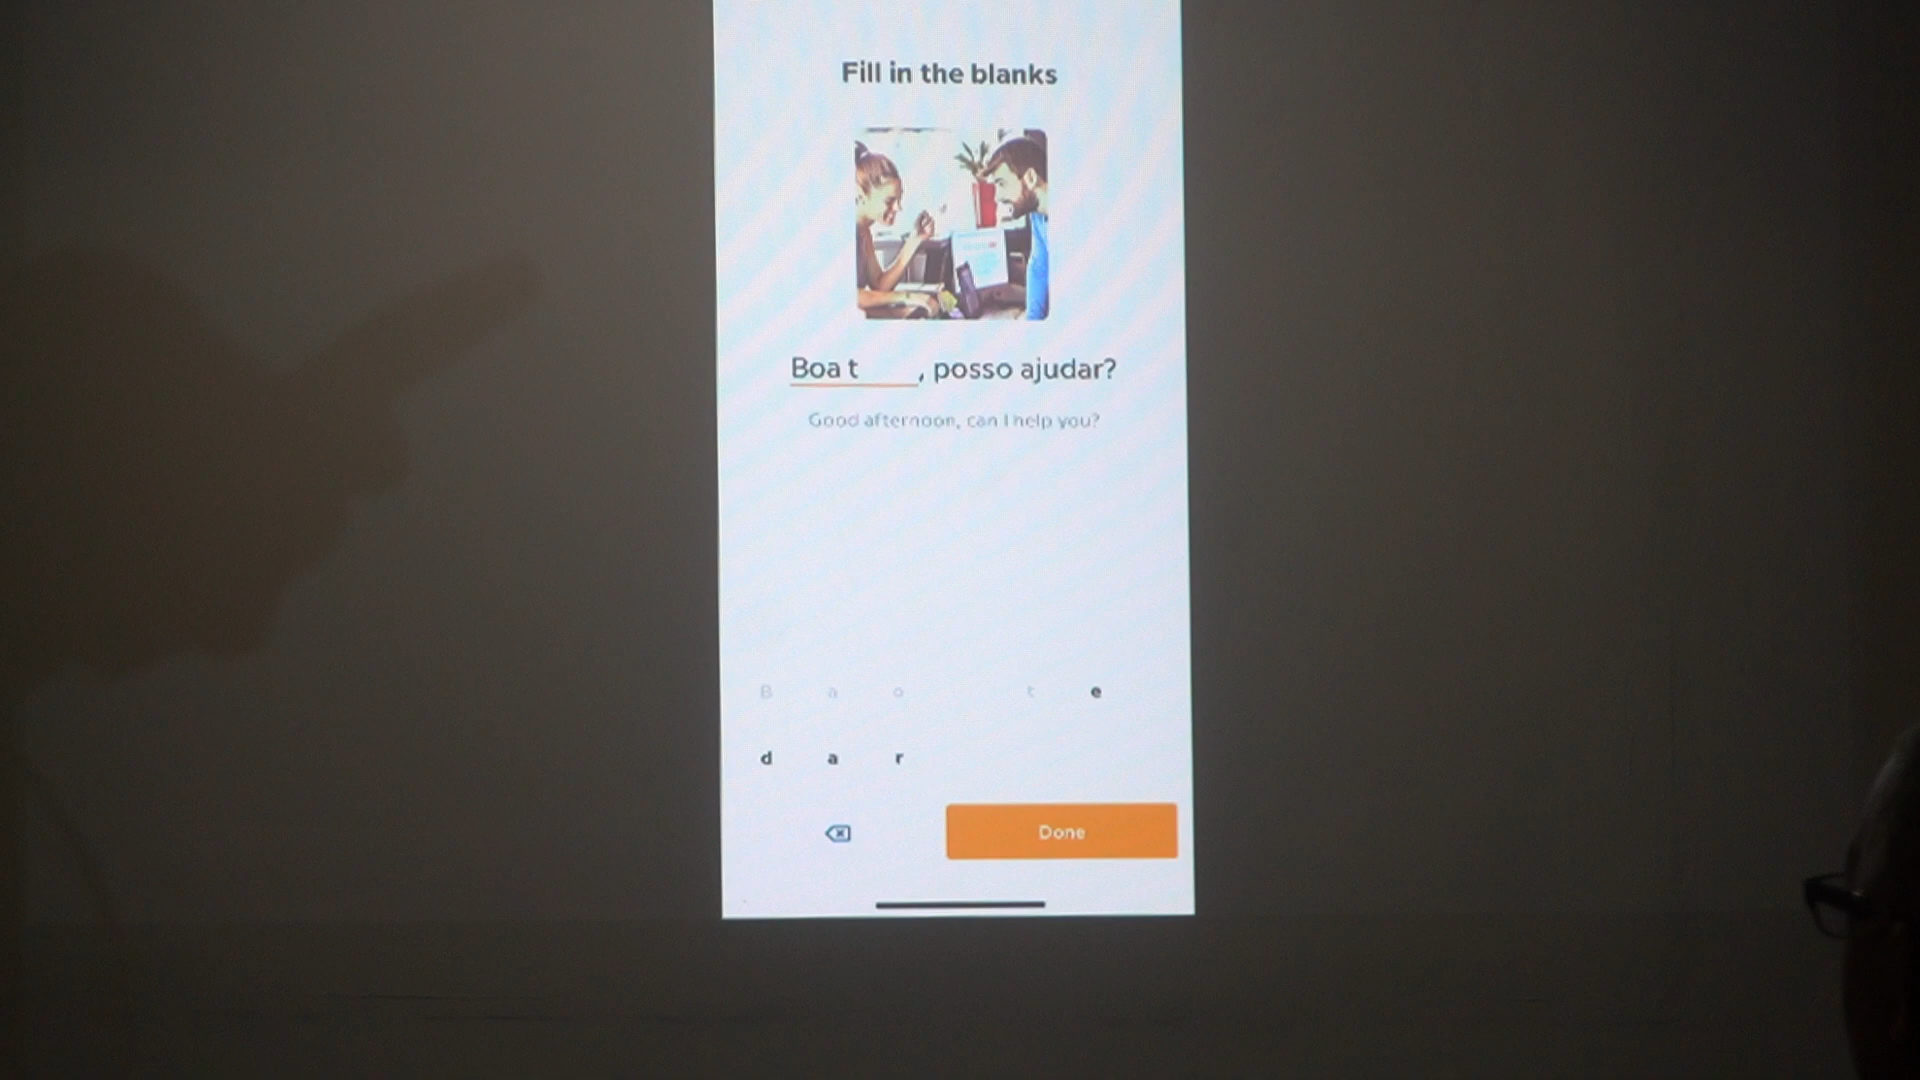 Fill in the blanks
Boa t , posso ajudar?
Good afternoon, can I help you?
B a o t e
d a r
Done